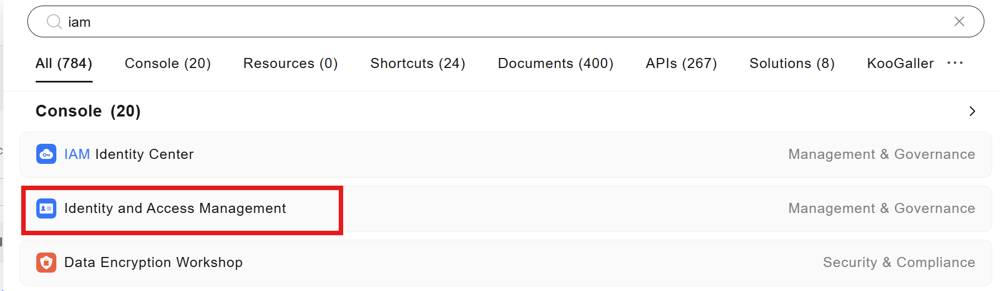 iam
All (784) Console (20) Resources (0) Shortcuts (24) Documents (400) APIs (267) Solutions (8) KooGaller ···
Console (20)
IAM Identity Center Management & Governance
Identity and Access Management Management & Governance
Data Encryption Workshop Security & Compliance